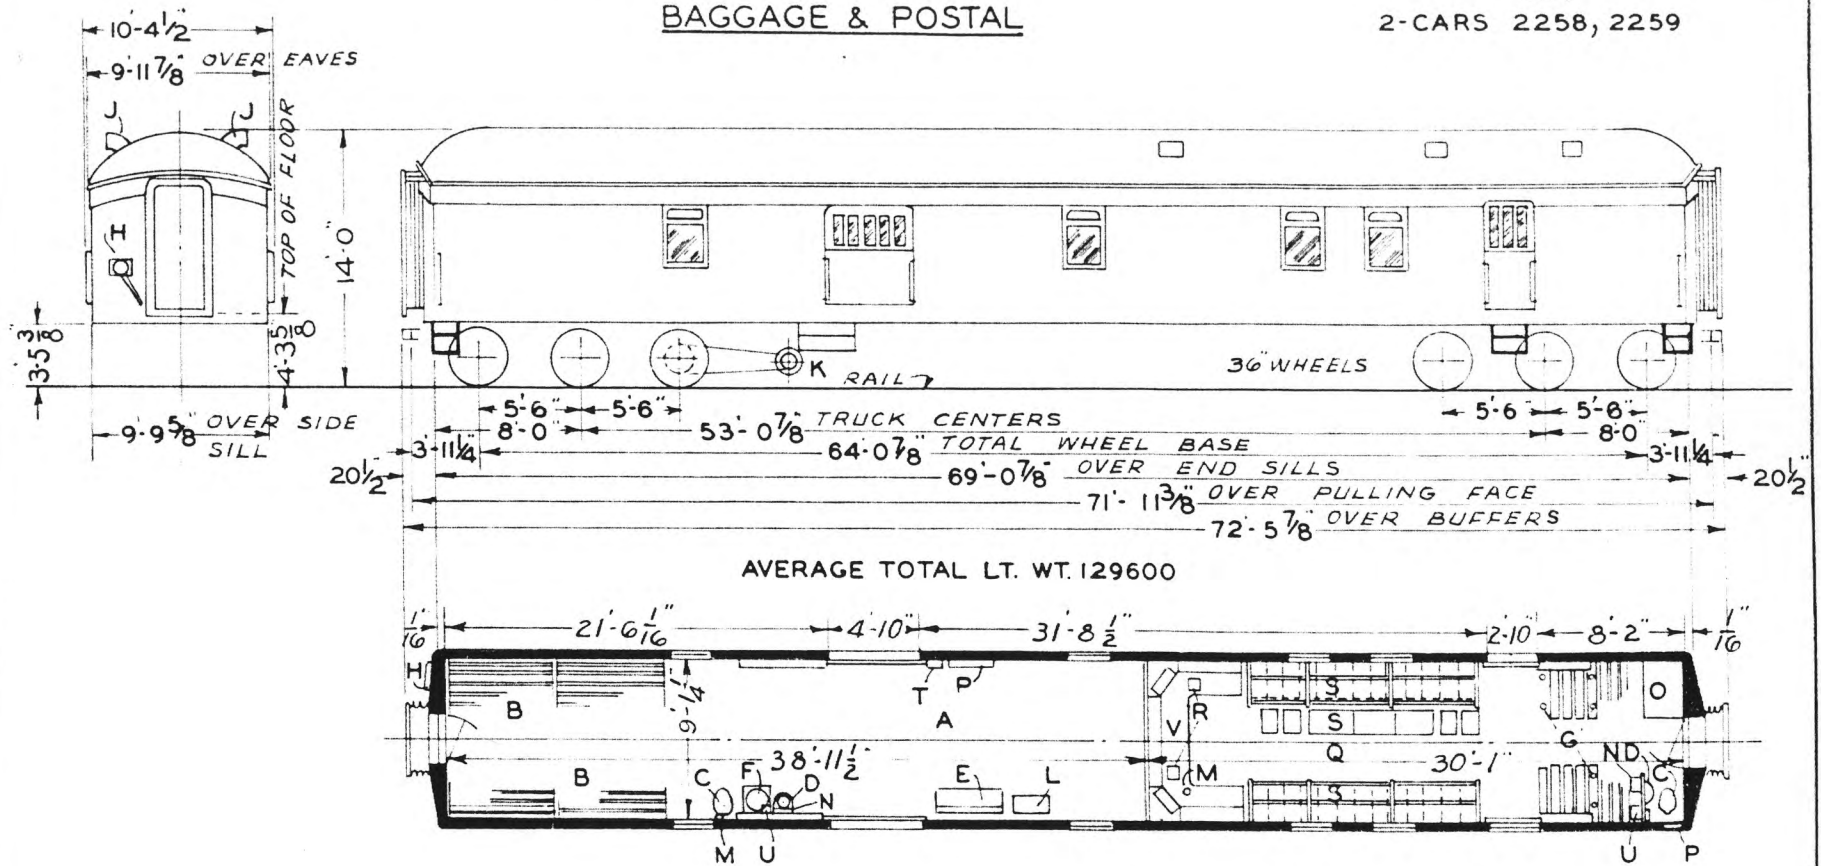 BAGGAGE & POSTAL
2-CARS 2258, 2259
10'-4½"
9'-11⅞" OVER EAVES
J J
TOP OF FLOOR
H
14'-0"
3'-5⅜"
4'-3⅝"
9'-9⅝" OVER SIDE SILL
K
RAIL
36" WHEELS
5'-6" 5'-6" 5'-6" 5'-6"
8'-0" 53'-0⅞" TRUCK CENTERS 8'-0"
3'-11¼" 64'-0⅞" TOTAL WHEEL BASE 3'-11¼"
20½" 69'-0⅞" OVER END SILLS 20½"
71'-11⅜" OVER PULLING FACE
72'-5⅞" OVER BUFFERS
AVERAGE TOTAL LT. WT. 129600
1/16" 21'-6 1/16" 4'-10" 31'-8½" 2'-10" 8'-2" 1/16"
H T P
B 9'-1¼" A V R S S O
38'-11½" Q 30'-1" G
B C F D N E L M S N D C
M U U P